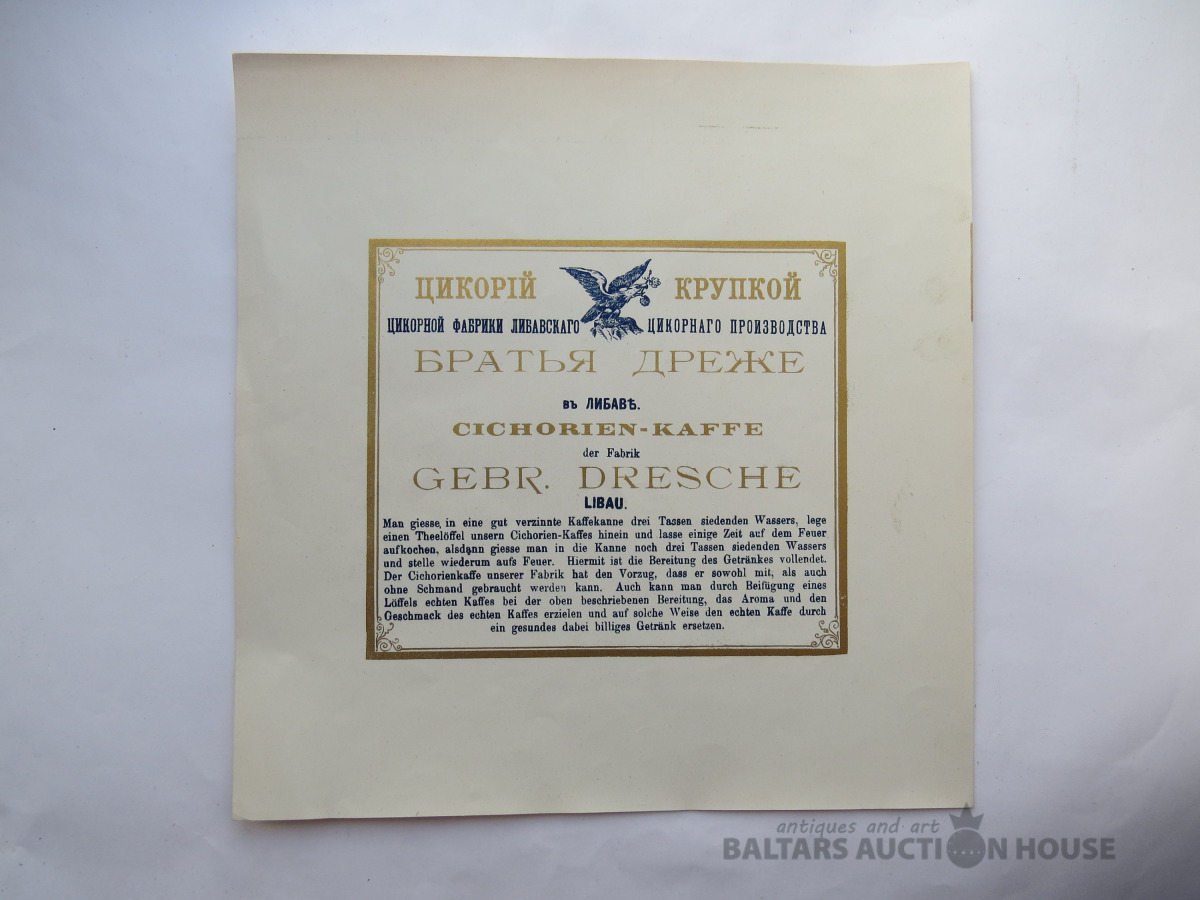 ЦИКОРІЙ КРУПКОЙ
ЦИКОРНОЙ ФАБРИКИ ЛИБАВСКАГО ЦИКОРНАГО ПРОИЗВОДСТВА
БРАТЬЯ ДРЕЖЕ
въ ЛИБАВѢ.
CICHORIEN-KAFFE
der Fabrik
GEBR. DRESCHE
LIBAU.
Man giesse, in eine gut verzinnte Kaffekanne drei Tassen siedenden Wassers, lege
einen Theelöffel unsern Cichorien-Kaffes hinein und lasse einige Zeit auf dem Feuer
aufkochen, alsdann giesse man in die Kanne noch drei Tassen siedenden Wassers
und stelle wiederum aufs Feuer. Hiermit ist die Bereitung des Getränkes vollendet.
Der Cichorienkaffe unserer Fabrik hat den Vorzug, dass er sowohl mit, als auch
ohne Schmand gebraucht werden kann. Auch kann man durch Beifügung eines
Löffels echten Kaffes bei der oben beschriebenen Bereitung, das Aroma und den
Geschmack des echten Kaffes erzielen und auf solche Weise den echten Kaffe durch
ein gesundes dabei billiges Getränk ersetzen.
antiques and art
BALTARS AUCTION HOUSE